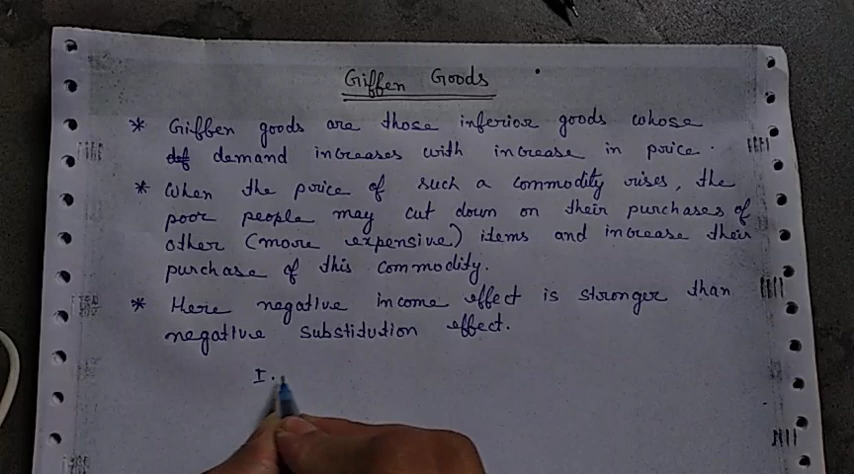 Giffen Goods
* Giffen goods are those inferior goods whose
def demand increases with increase in price.
* When the price of such a commodity rises, the
poor people may cut down on their purchases of
other (more expensive) items and increase their
purchase of this commodity.
* Here negative income effect is stronger than
negative substitution effect.
I.